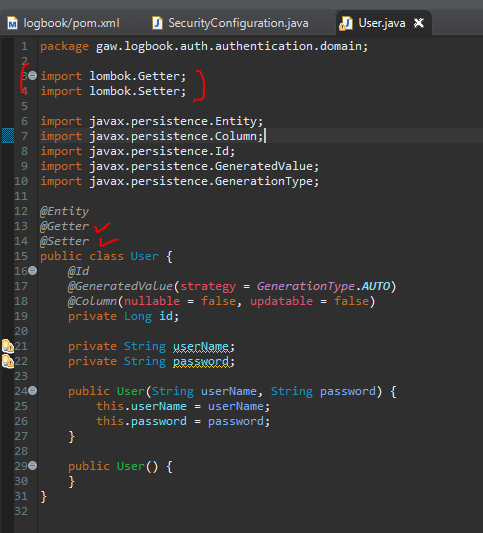 logbook/pom.xml SecurityConfiguration.java User.java
1 package gaw.logbook.auth.authentication.domain;
2
3 import lombok.Getter;
4 import lombok.Setter;
5
6 import javax.persistence.Entity;
7 import javax.persistence.Column;
8 import javax.persistence.Id;
9 import javax.persistence.GeneratedValue;
10 import javax.persistence.GenerationType;
11
12 @Entity
13 @Getter
14 @Setter
15 public class User {
16 @Id
17 @GeneratedValue(strategy = GenerationType.AUTO)
18 @Column(nullable = false, updatable = false)
19 private Long id;
20
21 private String userName;
22 private String password;
23
24 public User(String userName, String password) {
25 this.userName = userName;
26 this.password = password;
27 }
28
29 public User() {
30 }
31 }
32